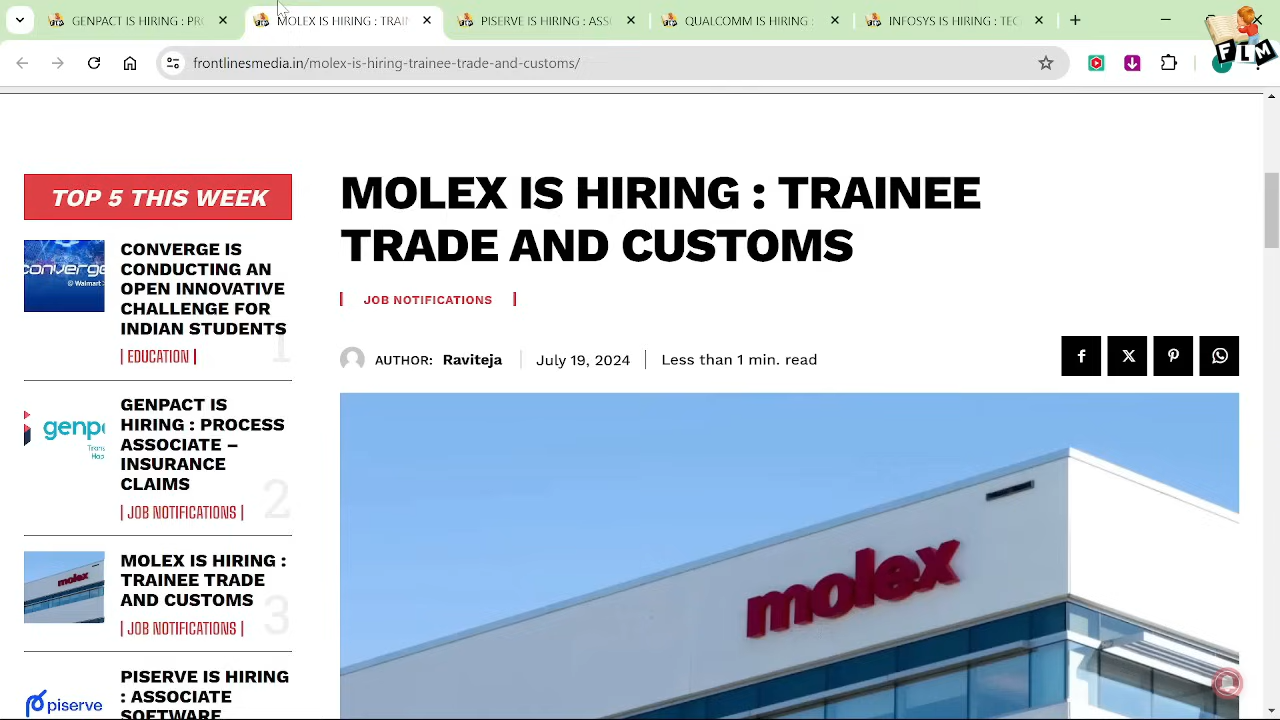 GENPACT IS HIRING : PR
MOLEX IS HIRING : TRAIN
PISERVE IS HIRING : ASS
QUALCOMM IS HIRING :
INFOSYS IS HIRING : TEC
FLM
frontlinesmedia.in/molex-is-hiring-trainee-trade-and-customs/
TOP 5 THIS WEEK
CONVERGE IS
CONDUCTING AN
OPEN INNOVATIVE
CHALLENGE FOR
INDIAN STUDENTS
| EDUCATION |
1
converge
© Walmart
GENPACT IS
HIRING : PROCESS
ASSOCIATE –
INSURANCE
CLAIMS
| JOB NOTIFICATIONS |
2
genp
MOLEX IS HIRING :
TRAINEE TRADE
AND CUSTOMS
| JOB NOTIFICATIONS |
3
molex
PISERVE IS HIRING
: ASSOCIATE
SOFTWARE
piserve
MOLEX IS HIRING : TRAINEE
TRADE AND CUSTOMS
| JOB NOTIFICATIONS |
AUTHOR: Raviteja | July 19, 2024 | Less than 1 min. read
molex